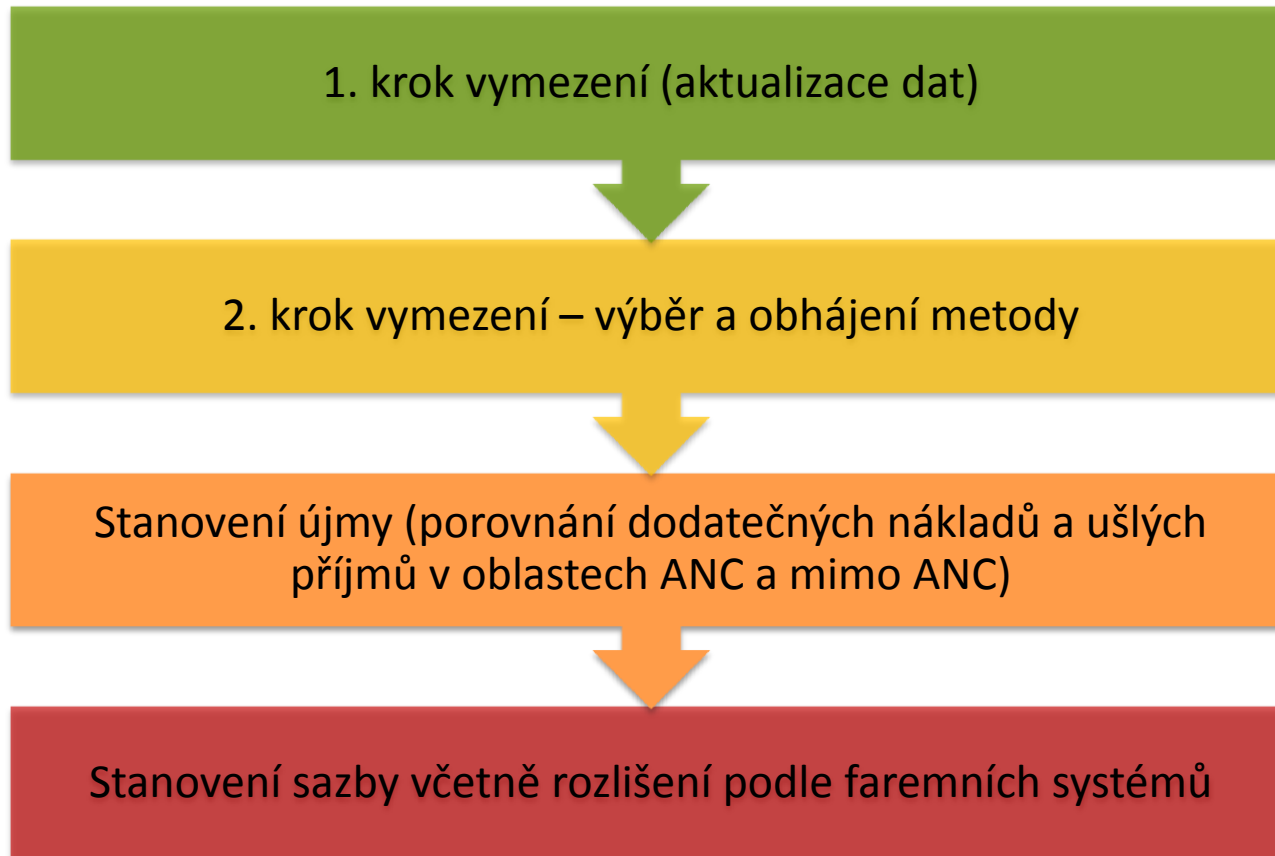 1. krok vymezení (aktualizace dat)
2. krok vymezení – výběr a obhájení metody
Stanovení újmy (porovnání dodatečných nákladů a ušlých
příjmů v oblastech ANC a mimo ANC)
Stanovení sazby včetně rozlišení podle faremních systémů